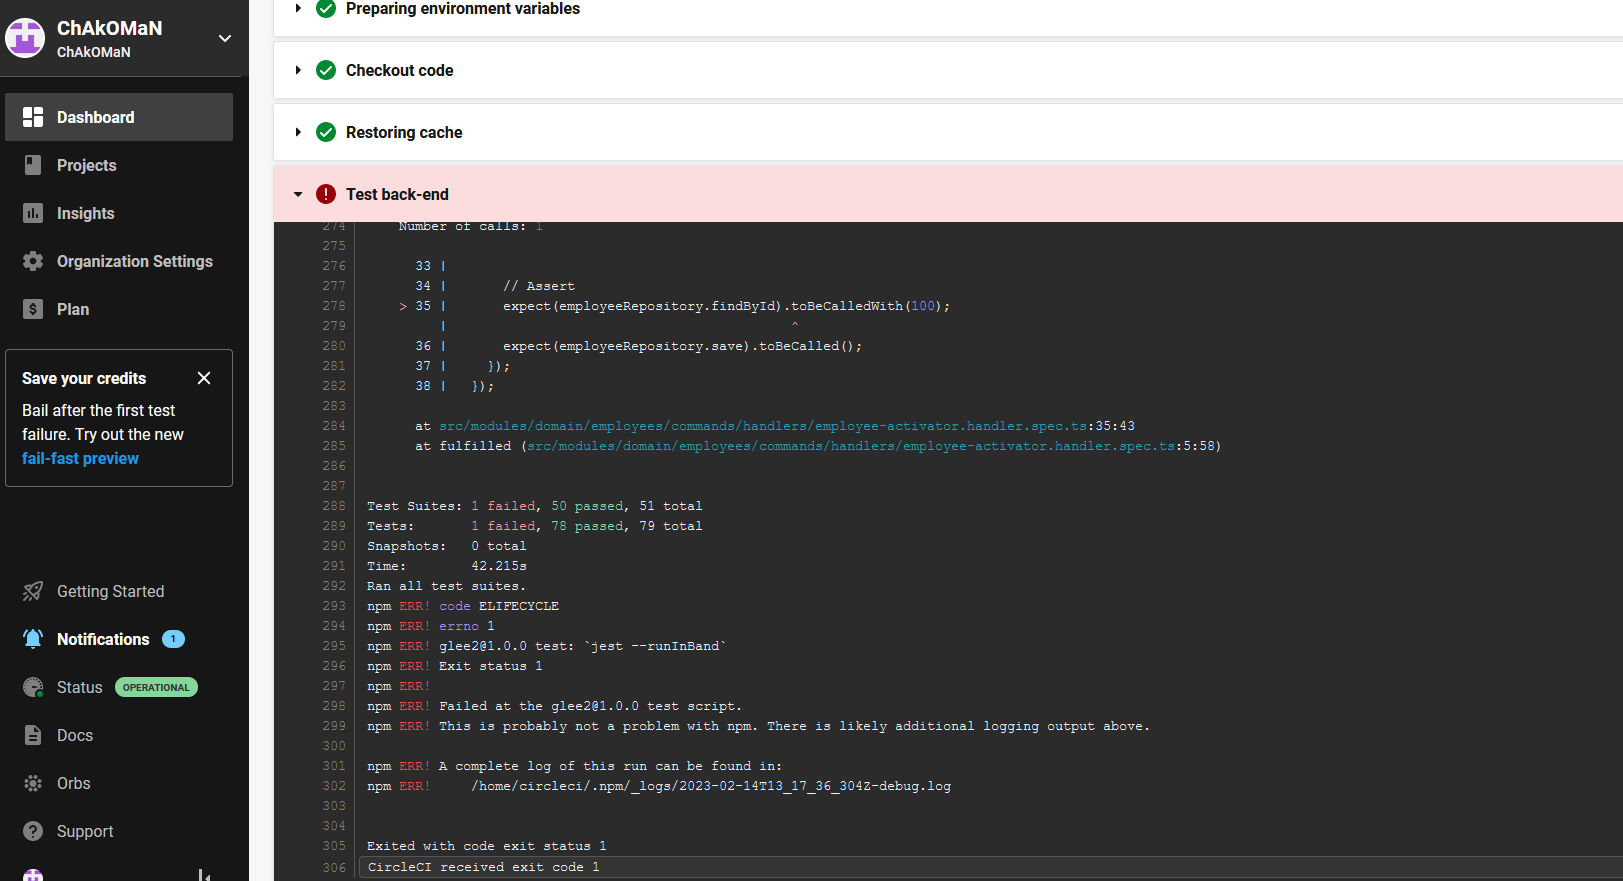 ChAkOMaN
ChAkOMaN
Dashboard
Projects
Insights
Organization Settings
Plan
Save your credits
Bail after the first test
failure. Try out the new
fail-fast preview
Getting Started
Notifications 1
Status OPERATIONAL
Docs
Orbs
Support
Preparing environment variables
Checkout code
Restoring cache
Test back-end
274 Number of calls: 1
275
276 33 |
277 34 | // Assert
278 > 35 | expect(employeeRepository.findById).toBeCalledWith(100);
279 | ^
280 36 | expect(employeeRepository.save).toBeCalled();
281 37 | });
282 38 | });
283
284 at src/modules/domain/employees/commands/handlers/employee-activator.handler.spec.ts:35:43
285 at fulfilled (src/modules/domain/employees/commands/handlers/employee-activator.handler.spec.ts:5:58)
286
287
288 Test Suites: 1 failed, 50 passed, 51 total
289 Tests: 1 failed, 78 passed, 79 total
290 Snapshots: 0 total
291 Time: 42.215s
292 Ran all test suites.
293 npm ERR! code ELIFECYCLE
294 npm ERR! errno 1
295 npm ERR! glee2@1.0.0 test: `jest --runInBand`
296 npm ERR! Exit status 1
297 npm ERR!
298 npm ERR! Failed at the glee2@1.0.0 test script.
299 npm ERR! This is probably not a problem with npm. There is likely additional logging output above.
300
301 npm ERR! A complete log of this run can be found in:
302 npm ERR! /home/circleci/.npm/_logs/2023-02-14T13_17_36_304Z-debug.log
303
304
305 Exited with code exit status 1
306 CircleCI received exit code 1